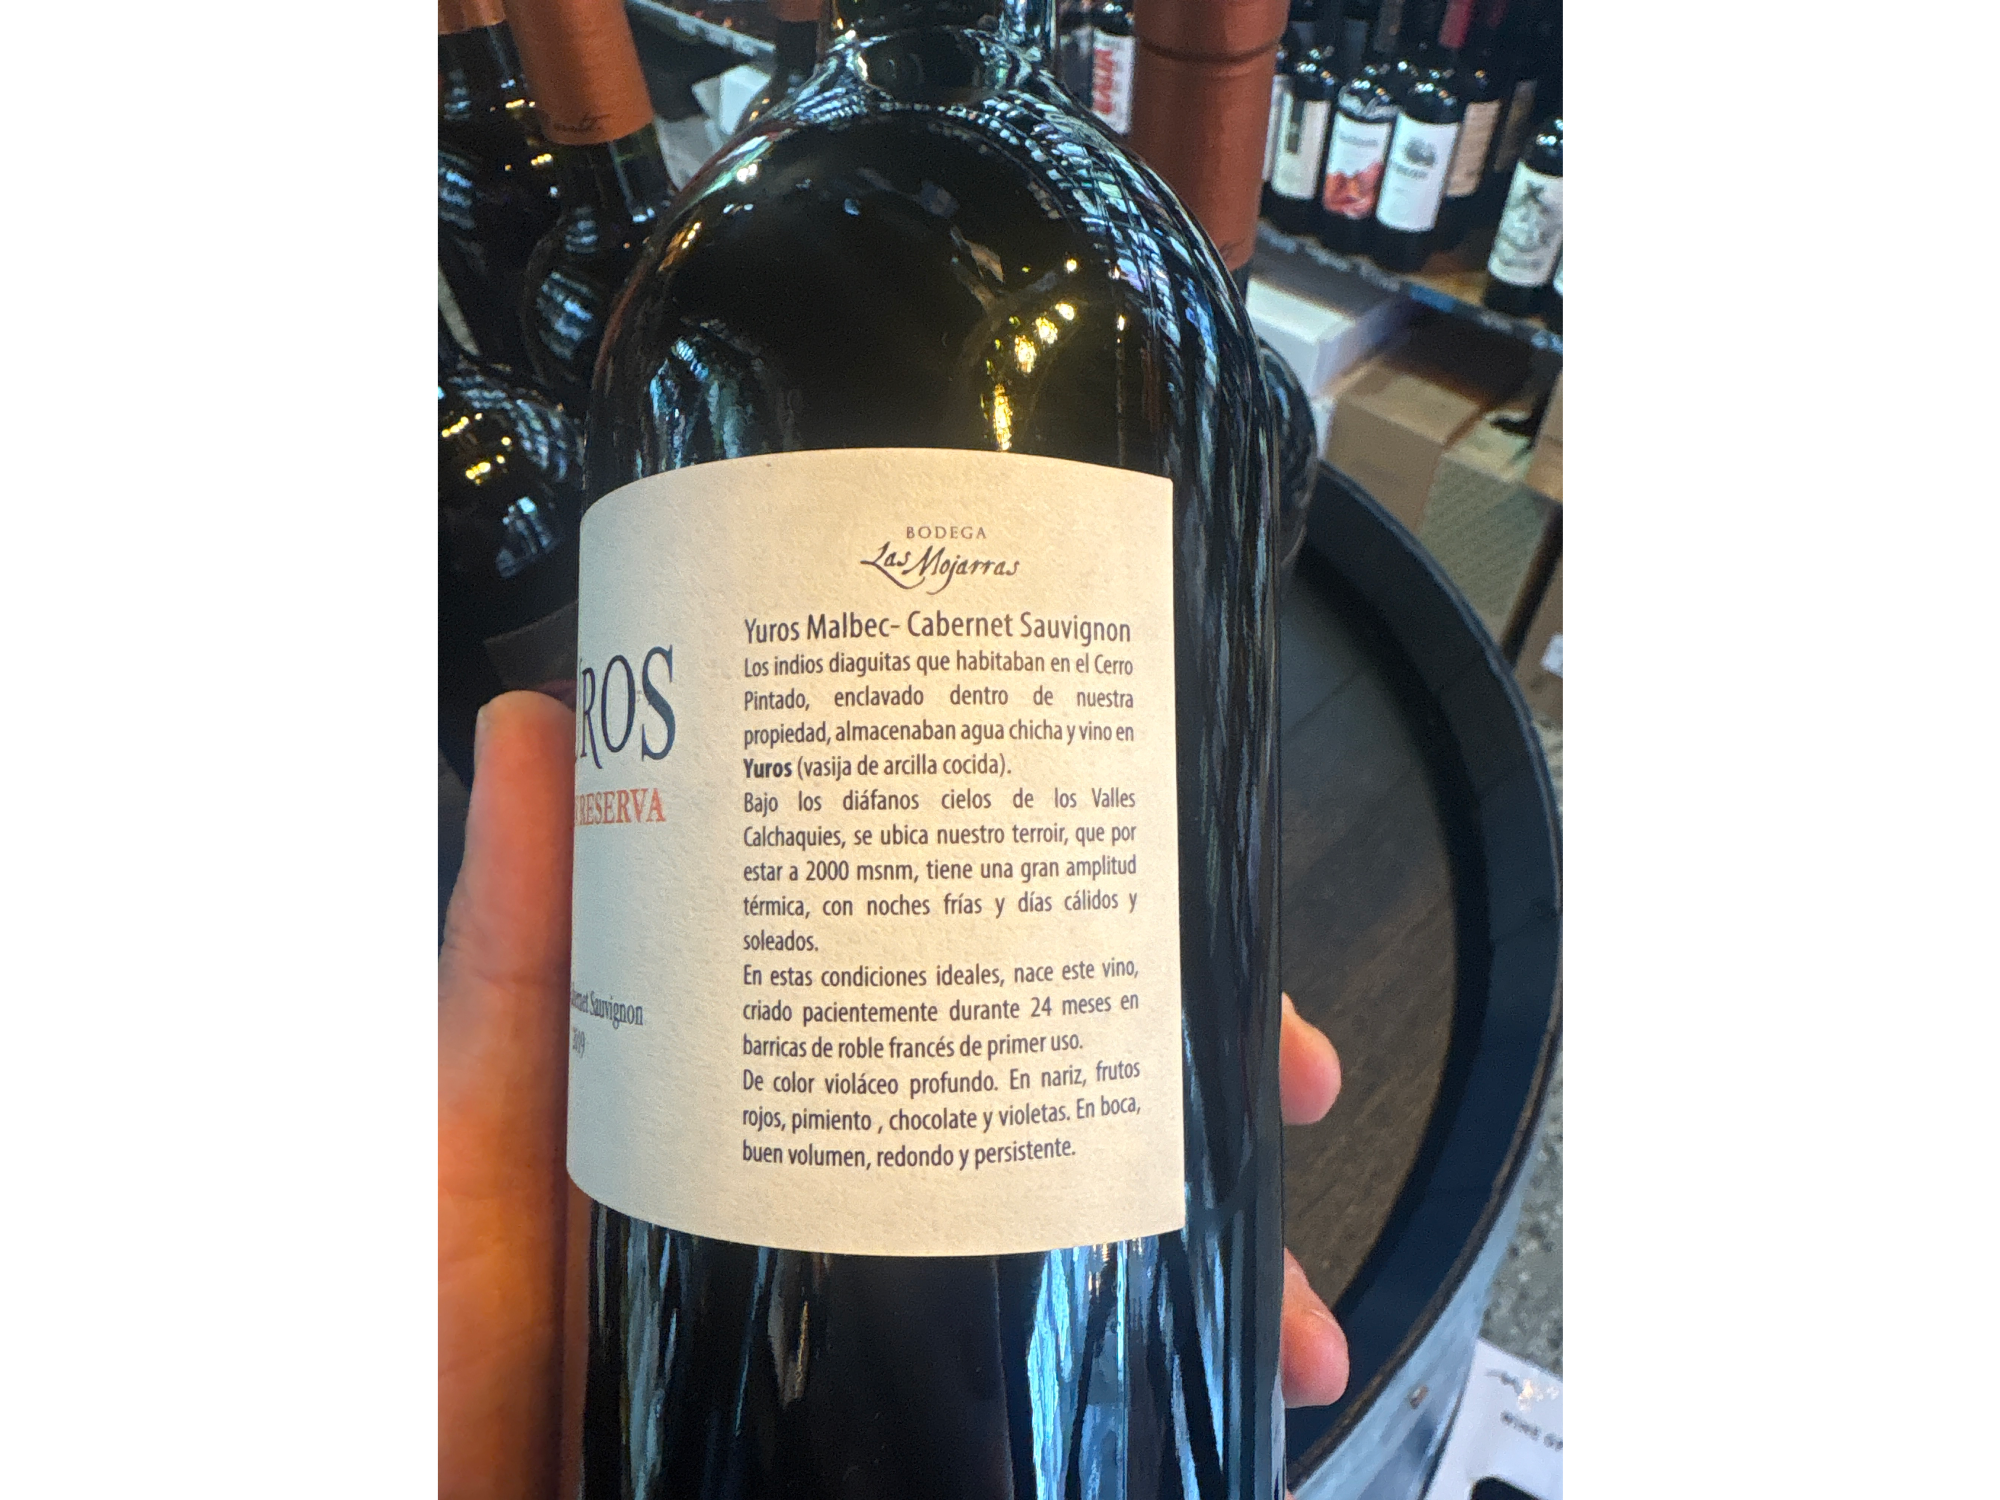 BODEGA
Las Mojarras
Yuros Malbec- Cabernet Sauvignon
Los indios diaguitas que habitaban en el Cerro
Pintado, enclavado dentro de nuestra
propiedad, almacenaban agua chicha y vino en
Yuros (vasija de arcilla cocida).
Bajo los diáfanos cielos de los Valles
Calchaquies, se ubica nuestro terroir, que por
estar a 2000 msnm, tiene una gran amplitud
térmica, con noches frías y días cálidos y
soleados.
En estas condiciones ideales, nace este vino,
criado pacientemente durante 24 meses en
barricas de roble francés de primer uso.
De color violáceo profundo. En nariz, frutos
rojos, pimiento , chocolate y violetas. En boca,
buen volumen, redondo y persistente.
ROS
RESERVA
Sauvignon
2019
WINE OF